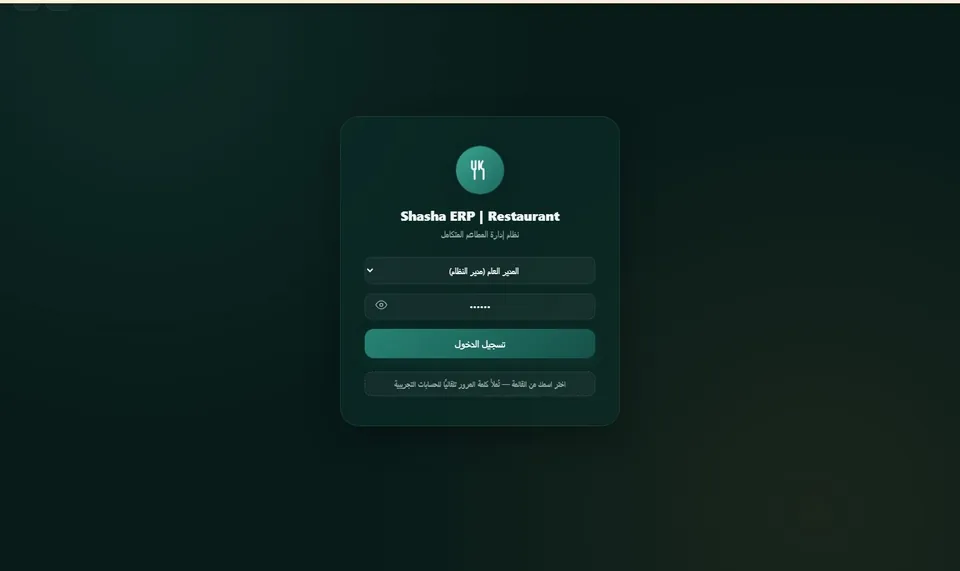 Shasha ERP | Restaurant
نظام إدارة المطاعم المتكامل
المدير العام (مدير النظام)
••••••
تسجيل الدخول
اختر اسمك من القائمة — تُملأ كلمة المرور تلقائيًا للحسابات التجريبية